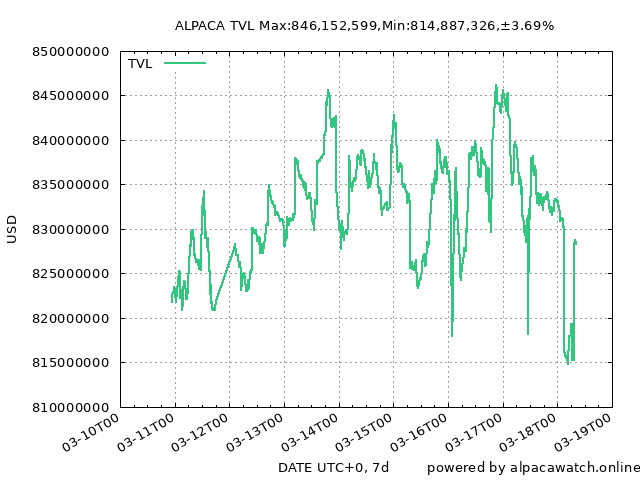 ALPACA TVL Max:846,152,599,Min:814,887,326,±3.69%
850000000
TVL
845000000
840000000
835000000
830000000
825000000
820000000
815000000
810000000
USD
03-10T00
03-11T00
03-12T00
03-13T00
03-14T00
03-15T00
03-16T00
03-17T00
03-18T00
03-19T00
DATE UTC+0, 7d
powered by alpacawatch.online